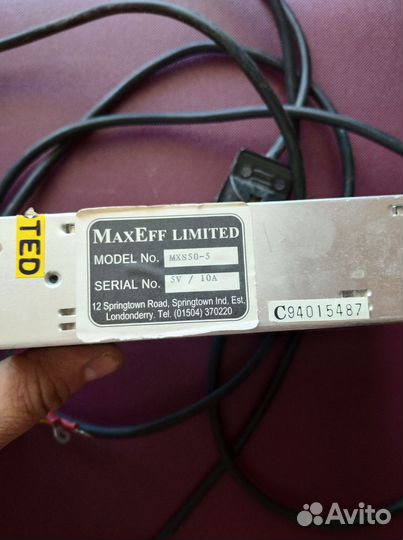 TED
MAXEFF LIMITED
MODEL No. MXS50-5
SERIAL No. 5V / 10A
12 Springtown Road, Springtown Ind. Est.
Londonderry. Tel. (01504) 370220
C94015487
Avito